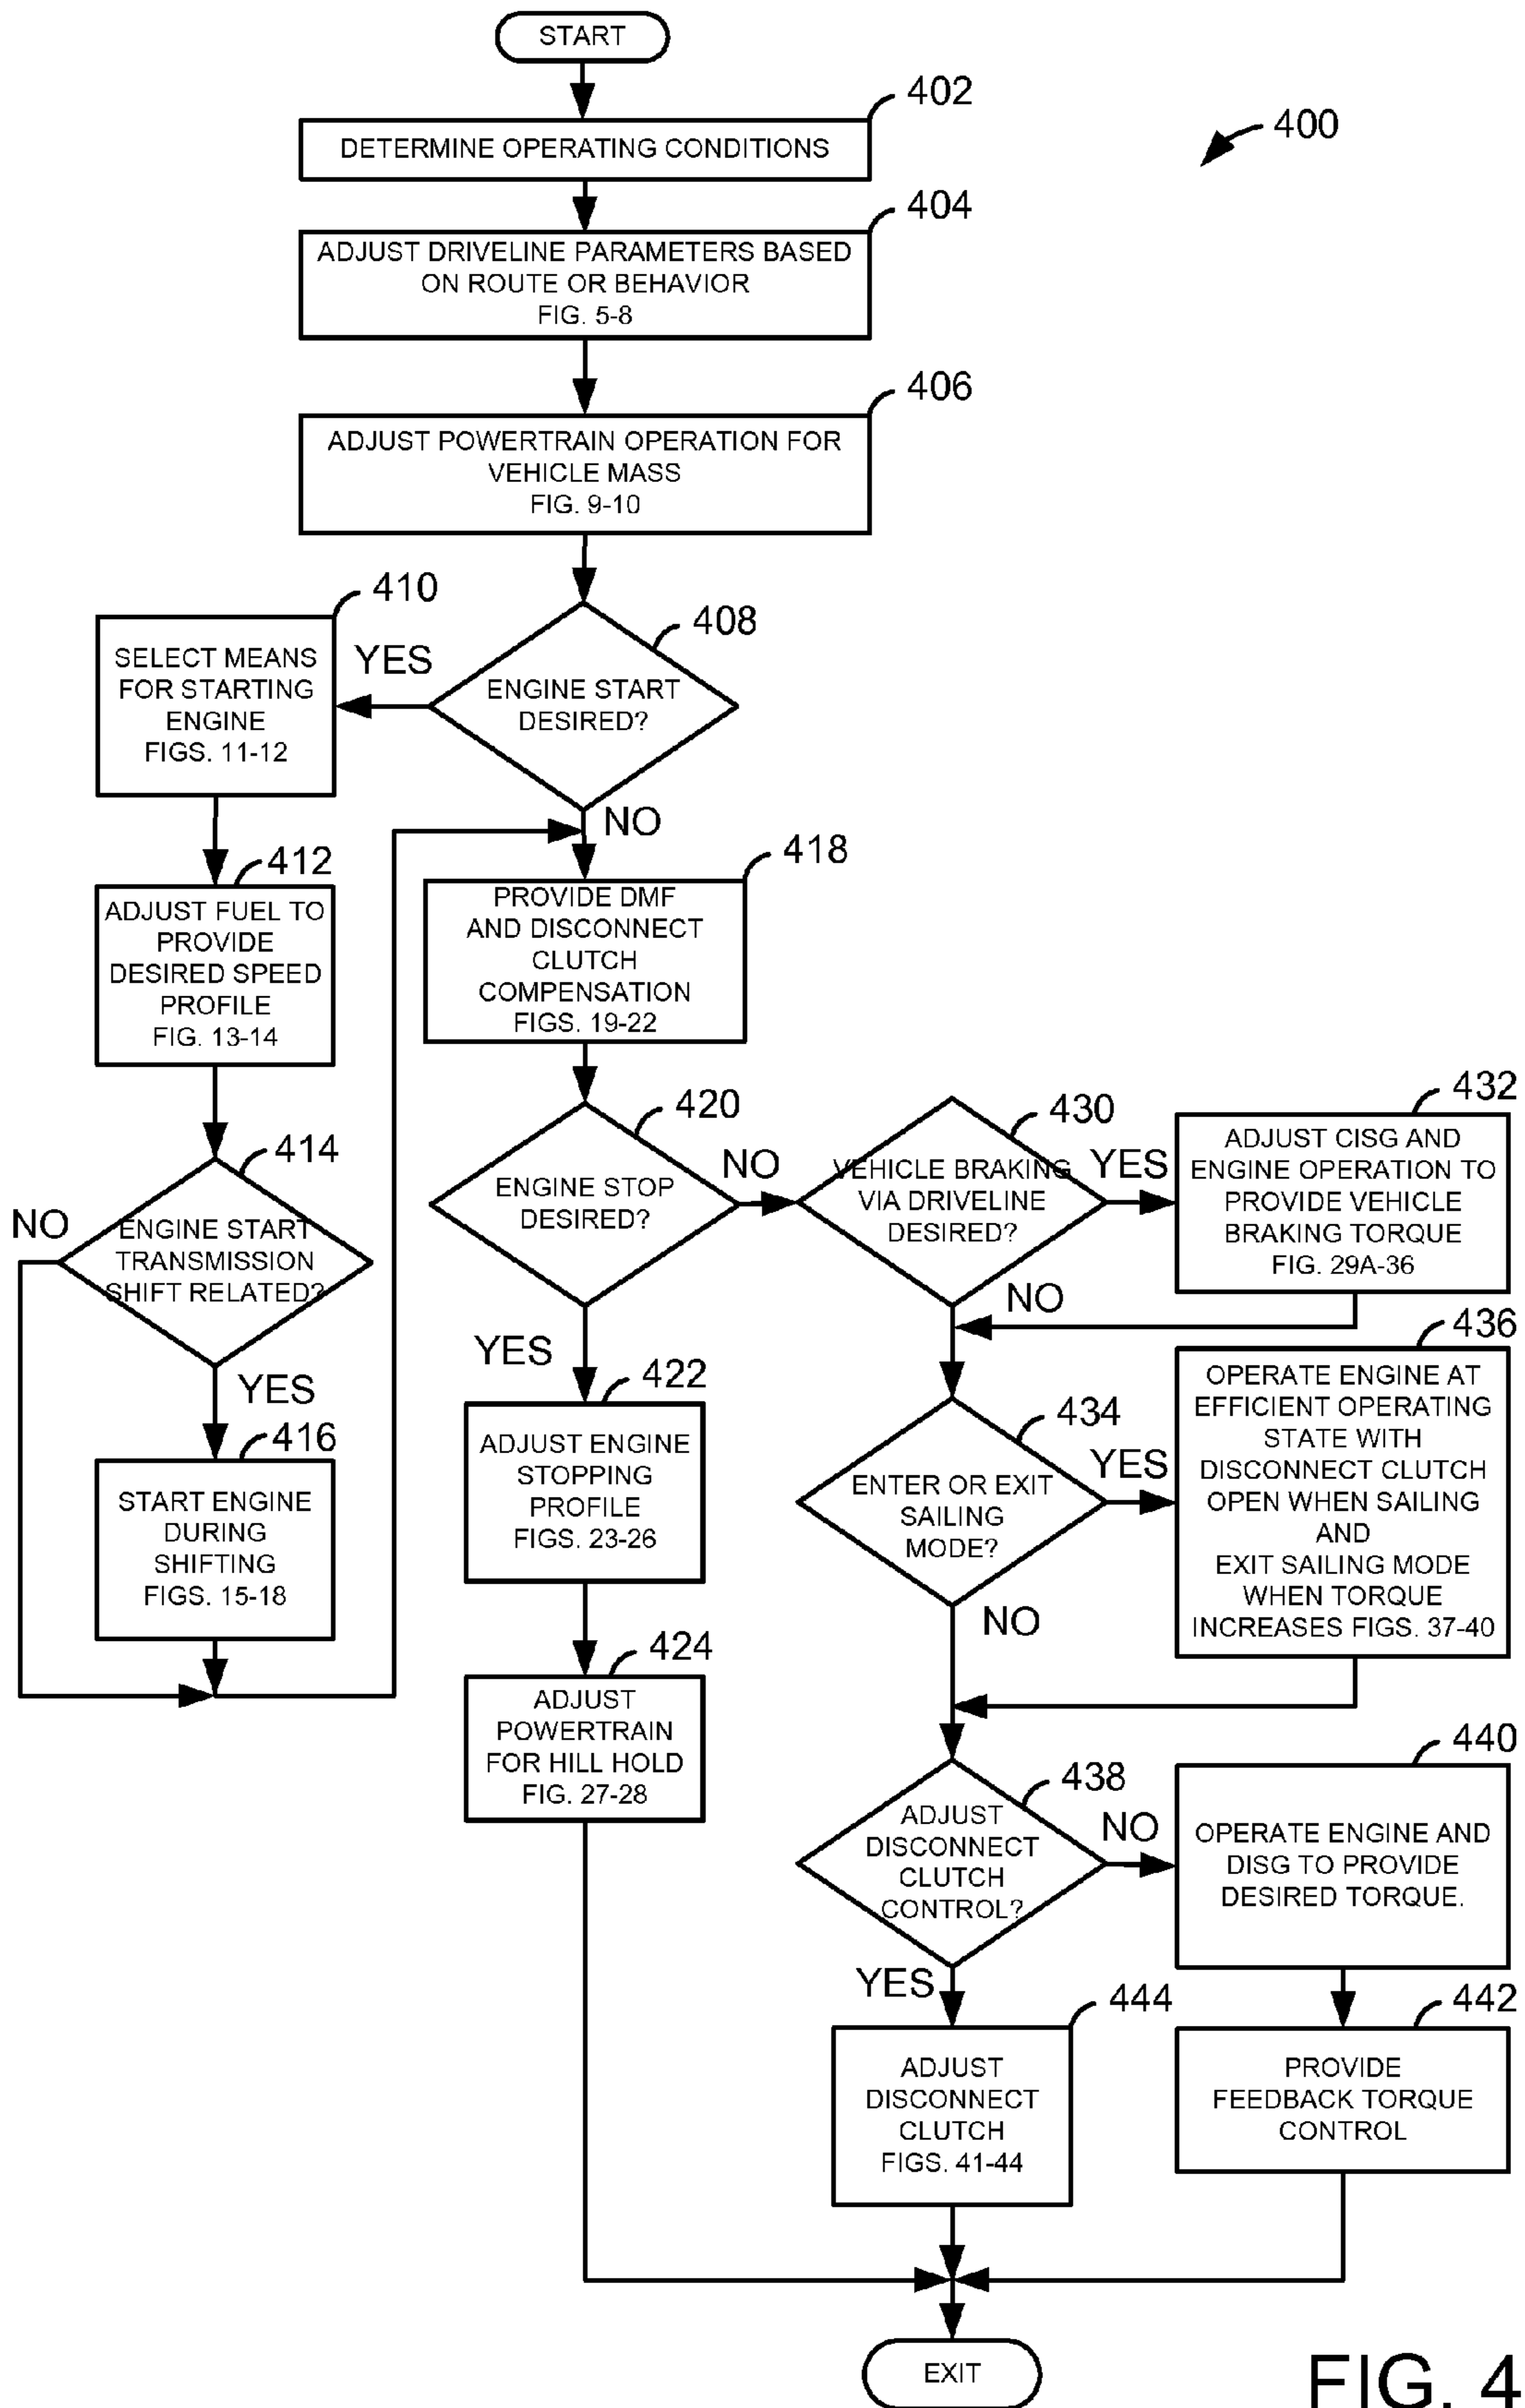 START
402
DETERMINE OPERATING CONDITIONS
400
404
ADJUST DRIVELINE PARAMETERS BASED
ON ROUTE OR BEHAVIOR
FIG. 5-8
406
ADJUST POWERTRAIN OPERATION FOR
VEHICLE MASS
FIG. 9-10
408
ENGINE START
DESIRED?
YES
NO
410
SELECT MEANS
FOR STARTING
ENGINE
FIGS. 11-12
412
ADJUST FUEL TO
PROVIDE
DESIRED SPEED
PROFILE
FIG. 13-14
414
ENGINE START
TRANSMISSION
SHIFT RELATED?
NO
YES
416
START ENGINE
DURING
SHIFTING
FIGS. 15-18
418
PROVIDE DMF
AND DISCONNECT
CLUTCH
COMPENSATION
FIGS. 19-22
420
ENGINE STOP
DESIRED?
NO
YES
422
ADJUST ENGINE
STOPPING
PROFILE
FIGS. 23-26
424
ADJUST
POWERTRAIN
FOR HILL HOLD
FIG. 27-28
430
VEHICLE BRAKING
VIA DRIVELINE
DESIRED?
YES
NO
432
ADJUST CISG AND
ENGINE OPERATION TO
PROVIDE VEHICLE
BRAKING TORQUE
FIG. 29A-36
434
ENTER OR EXIT
SAILING
MODE?
YES
NO
436
OPERATE ENGINE AT
EFFICIENT OPERATING
STATE WITH
DISCONNECT CLUTCH
OPEN WHEN SAILING
AND
EXIT SAILING MODE
WHEN TORQUE
INCREASES FIGS. 37-40
438
ADJUST
DISCONNECT
CLUTCH
CONTROL?
NO
YES
440
OPERATE ENGINE AND
DISG TO PROVIDE
DESIRED TORQUE.
442
PROVIDE
FEEDBACK TORQUE
CONTROL
444
ADJUST
DISCONNECT
CLUTCH
FIGS. 41-44
EXIT
FIG. 4